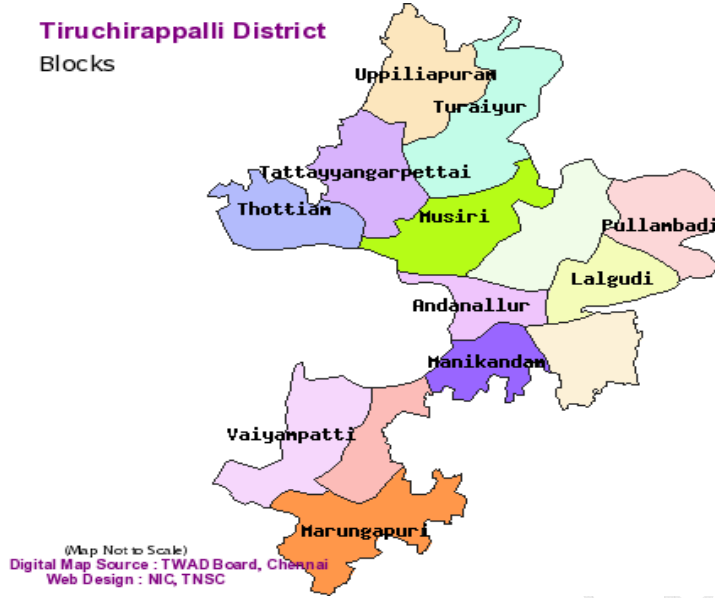 Tiruchirappalli District
Blocks
Uppiliapuram
Turaiyur
Tattayyangarpettai
Thottiam
Musiri
Pullambadi
Lalgudi
Andanallur
Manikandam
Vaiyampatti
Marungapuri
(Map Not to Scale)
Digital Map Source : TWAD Board, Chennai
Web Design : NIC, TNSC